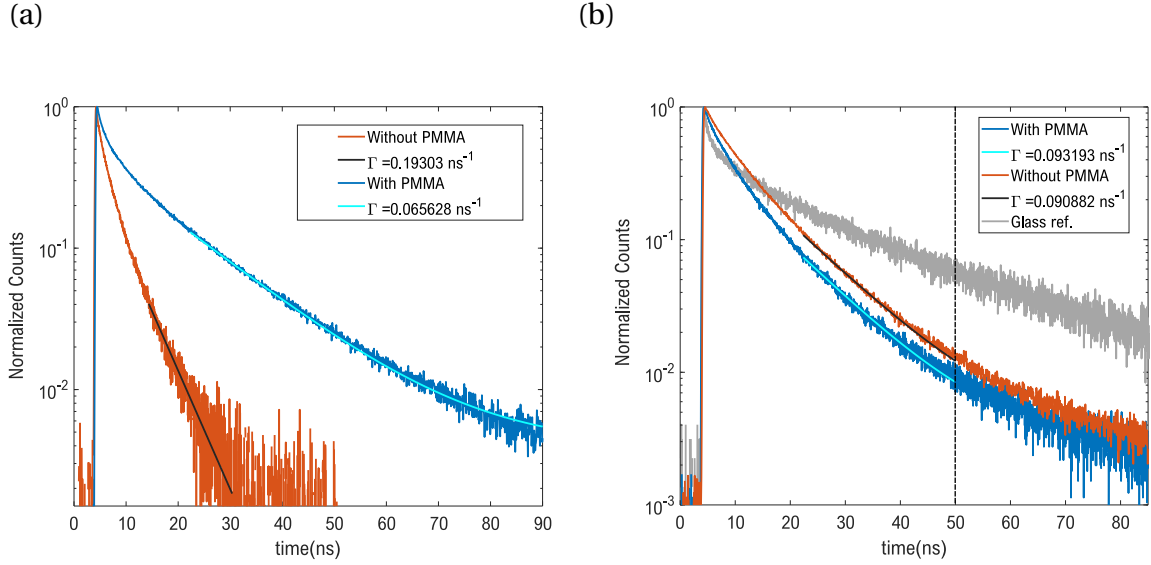 (a)
(b)
10^0
10^-1
10^-2
Normalized Counts
0 10 20 30 40 50 60 70 80 90
time(ns)
Without PMMA
Γ =0.19303 ns^-1
With PMMA
Γ =0.065628 ns^-1
10^0
10^-1
10^-2
10^-3
Normalized Counts
0 10 20 30 40 50 60 70 80
time(ns)
With PMMA
Γ =0.093193 ns^-1
Without PMMA
Γ =0.090882 ns^-1
Glass ref.